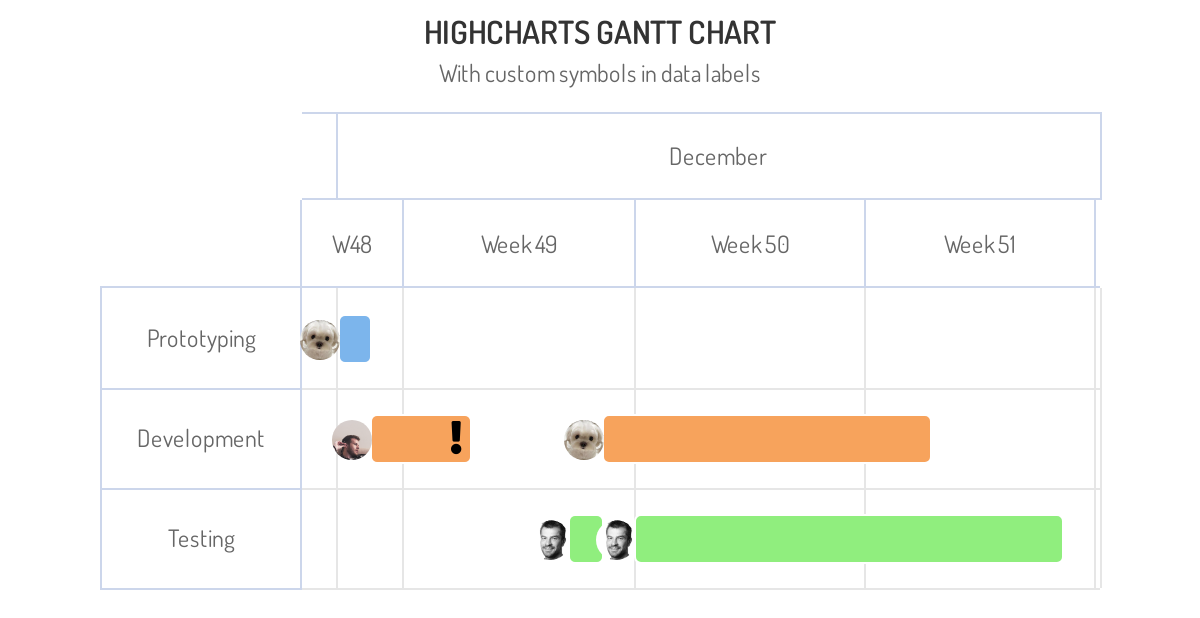 HIGHCHARTS GANTT CHART
With custom symbols in data labels
December
W48
Week 49
Week 50
Week 51
Prototyping
Development
!
Testing